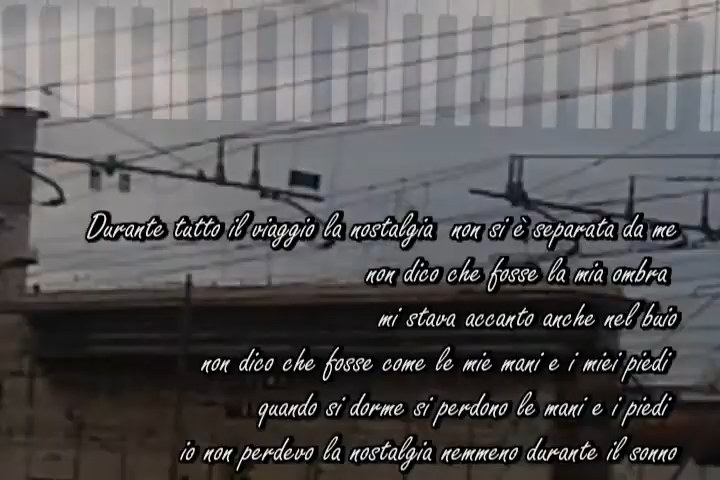 Durante tutto il viaggio la nostalgia non si è separata da me
non dico che fosse la mia ombra
mi stava accanto anche nel buio
non dico che fosse come le mie mani e i miei piedi
quando si dorme si perdono le mani e i piedi
io non perdevo la nostalgia nemmeno durante il sonno